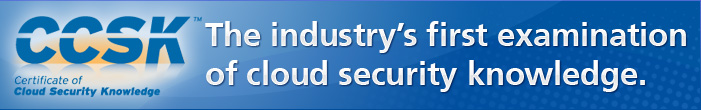 CCSK™
Certificate of
Cloud Security Knowledge
The industry's first examination
of cloud security knowledge.